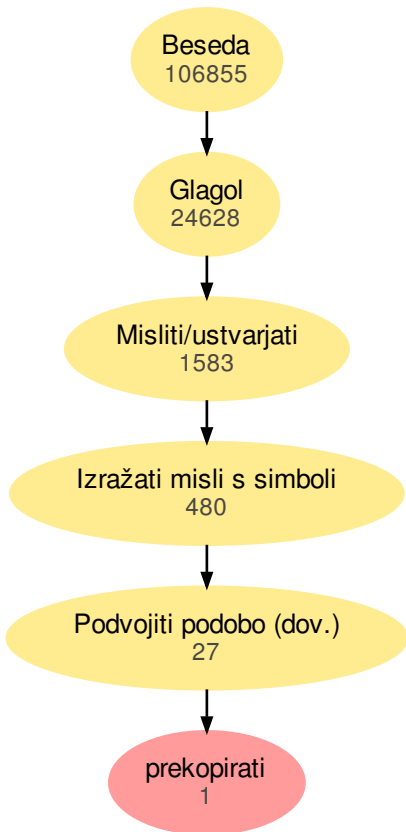 Beseda
106855
Glagol
24628
Misliti/ustvarjati
1583
Izražati misli s simboli
480
Podvojiti podobo (dov.)
27
prekopirati
1